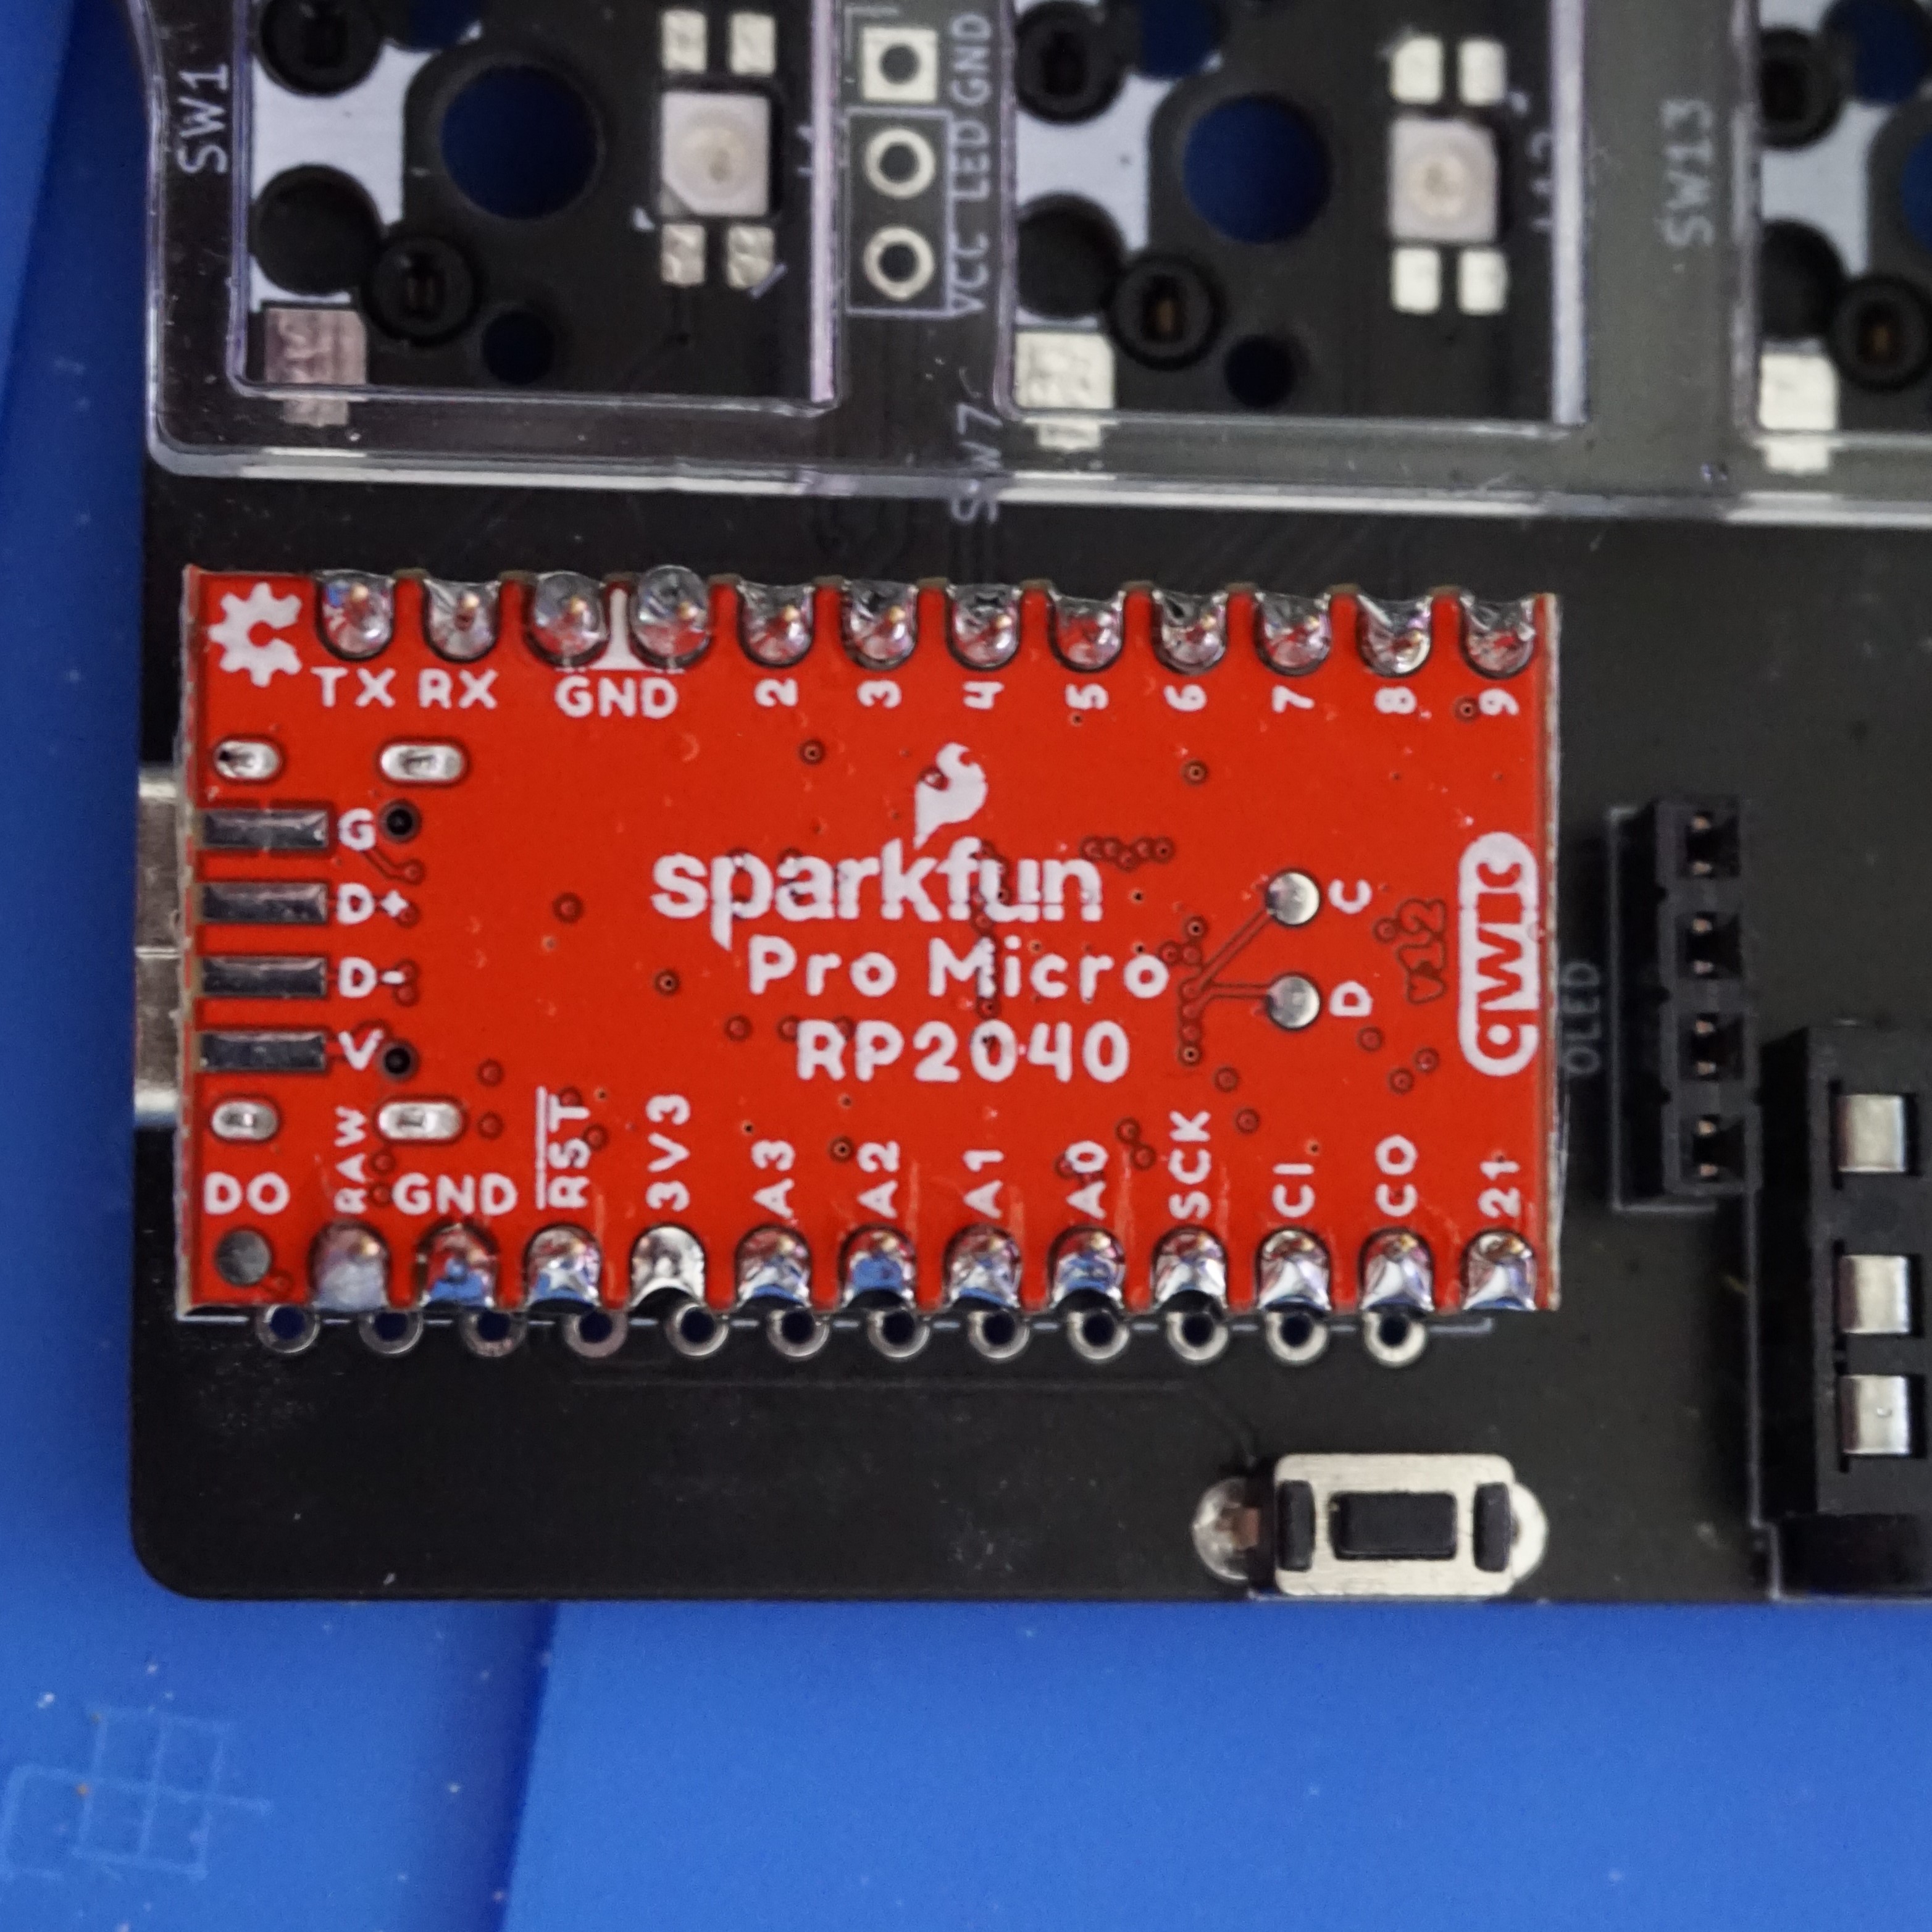 SW1
GND
LED
VCC
SW7
SW13
TX RX GND 2 3 4 5 6 7 8 9
G
D+
D-
V
sparkfun
Pro Micro
RP2040
C
D
v12
qwiic
OLED
DO RAW GND RST 3V3 A3 A2 A1 A0 SCK CI CO 21